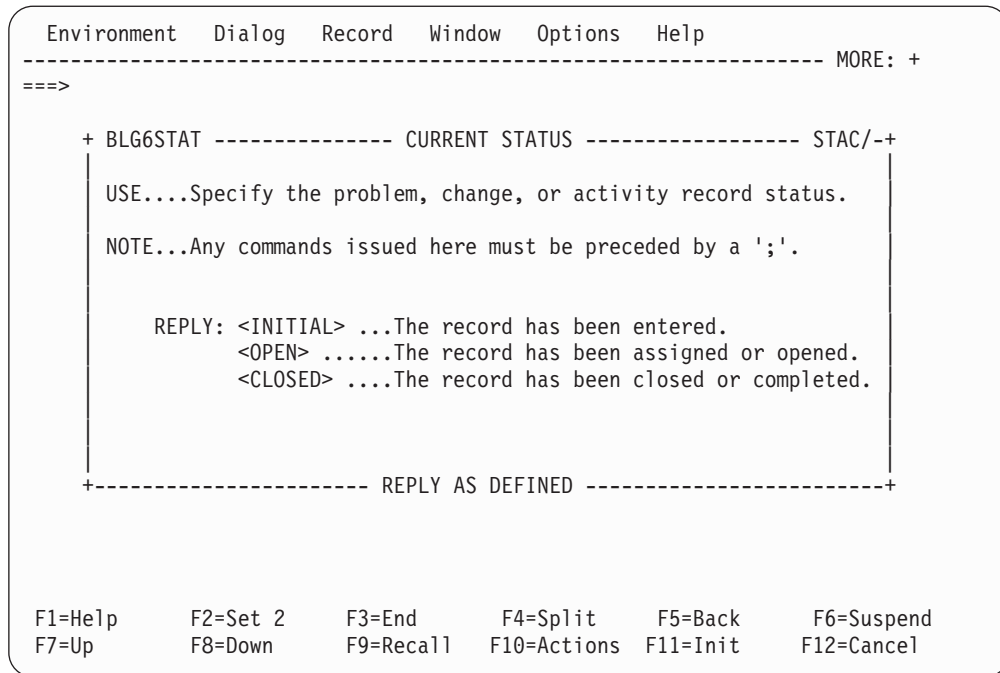 Environment Dialog Record Window Options Help
------------------------------------------------------------------- MORE: +
===>
+ BLG6STAT --------------- CURRENT STATUS ------------------ STAC/-+
USE....Specify the problem, change, or activity record status.
NOTE...Any commands issued here must be preceded by a ';'.
REPLY: <INITIAL> ...The record has been entered.
<OPEN> ......The record has been assigned or opened.
<CLOSED> ....The record has been closed or completed.
+----------------------- REPLY AS DEFINED -------------------------+
F1=Help F2=Set 2 F3=End F4=Split F5=Back F6=Suspend
F7=Up F8=Down F9=Recall F10=Actions F11=Init F12=Cancel